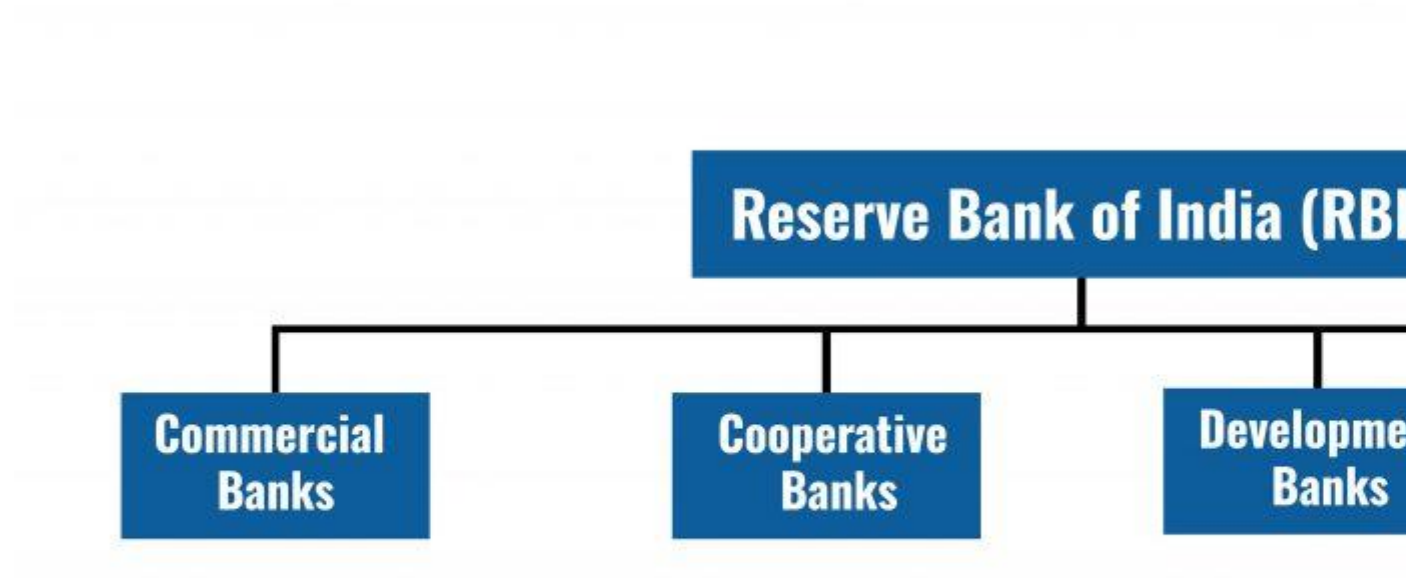 Reserve Bank of India (RB
Commercial
Banks
Cooperative
Banks
Developme
Banks